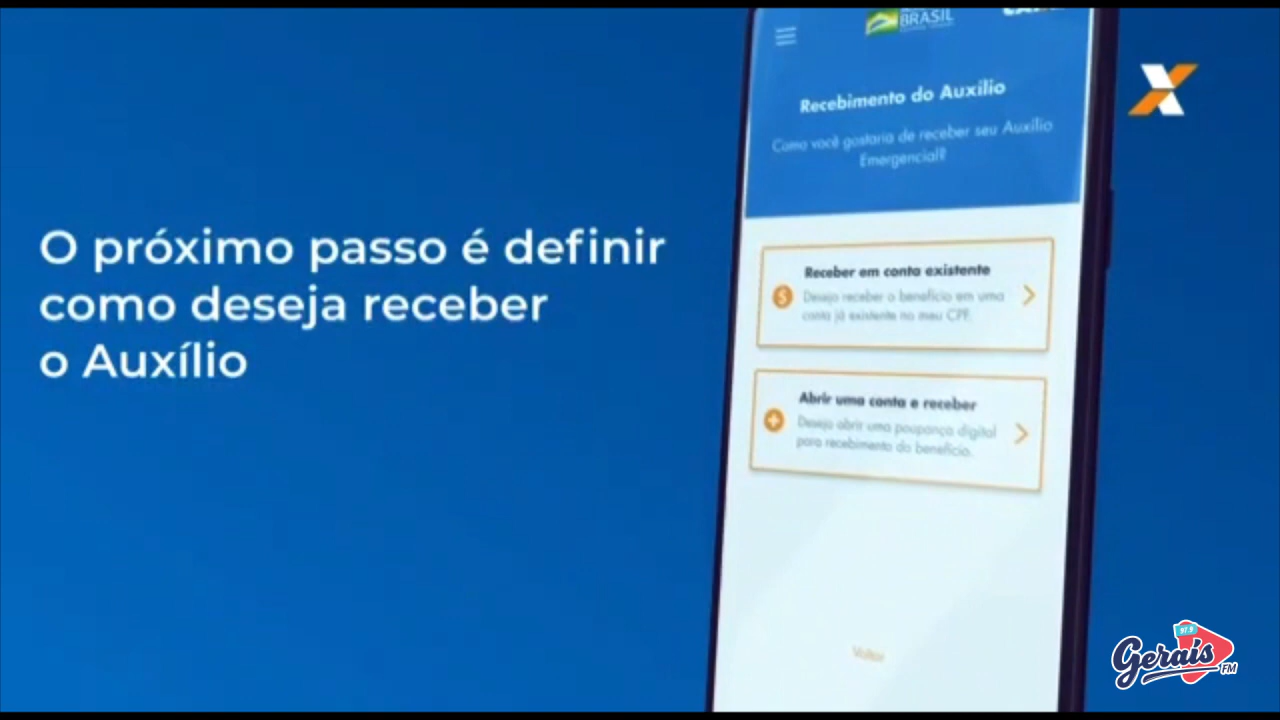 O próximo passo é definir
como deseja receber
o Auxílio
BRASIL
Recebimento do Auxílio
Como você gostaria de receber seu Auxílio
Emergencial?
Receber em conta existente
Desejo receber o benefício em uma
conta já existente no meu CPF.
Abrir uma conta e receber
Desejo abrir uma poupança digital
para recebimento do benefício.
Voltar
97.9
Gerais
FM